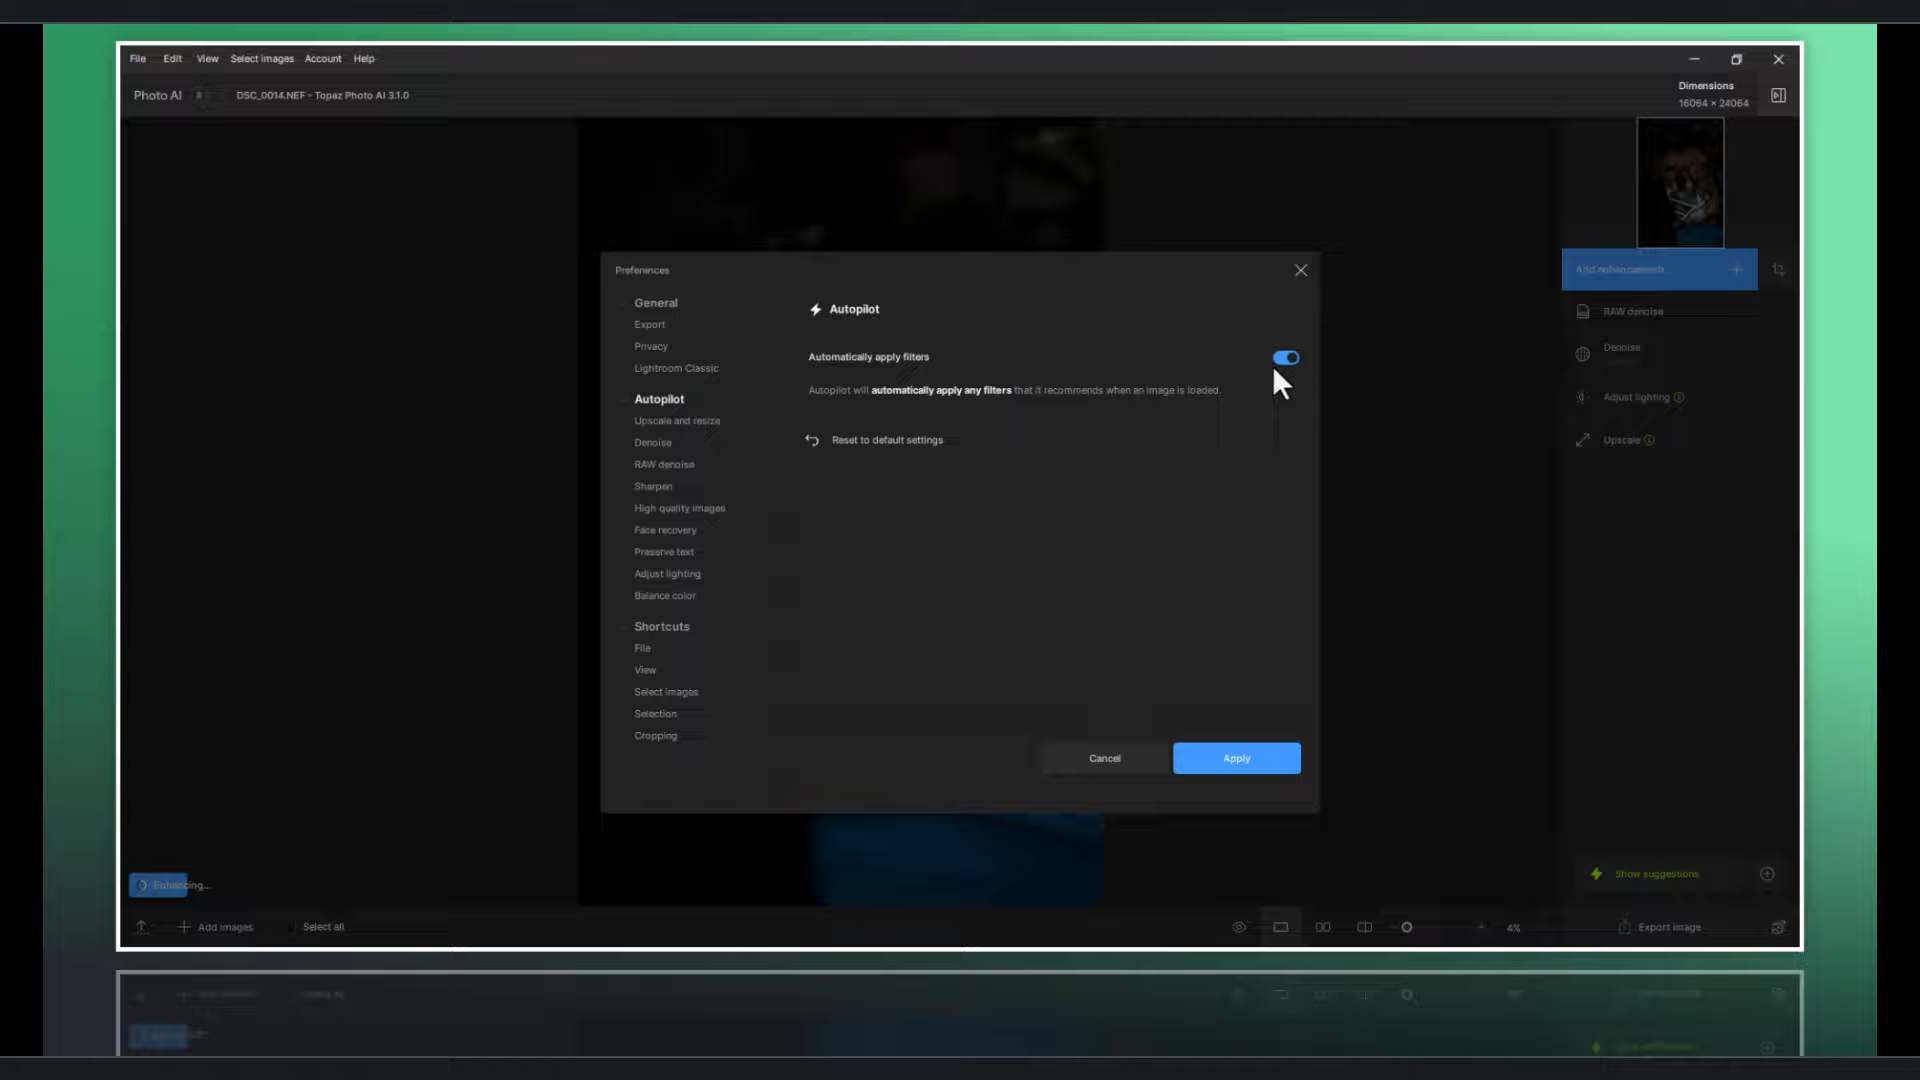 File Edit View Select images Account Help
Photo AI DSC_0014.NEF - Topaz Photo AI 3.1.0
Dimensions
16064 × 24064
Preferences
General
Export
Privacy
Lightroom Classic
Autopilot
Upscale and resize
Denoise
RAW denoise
Sharpen
High quality images
Face recovery
Preserve text
Adjust lighting
Balance color
Shortcuts
File
View
Select images
Selection
Cropping
Autopilot
Automatically apply filters
Autopilot will automatically apply any filters that it recommends when an image is loaded.
Reset to default settings
Cancel Apply
Add enhancements
RAW denoise
Denoise
Adjust lighting
Upscale
Show suggestions
Enhancing...
Add images Select all 4% Export image